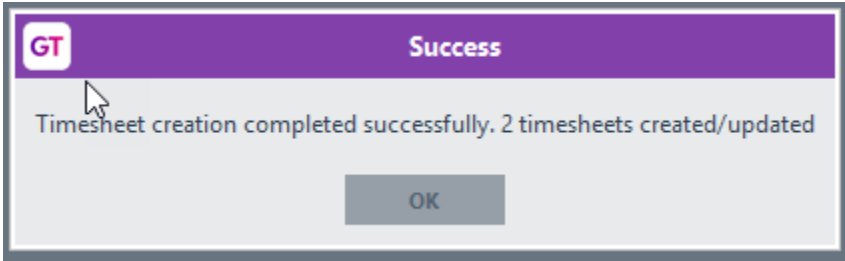 GT
Success
Timesheet creation completed successfully. 2 timesheets created/updated
OK